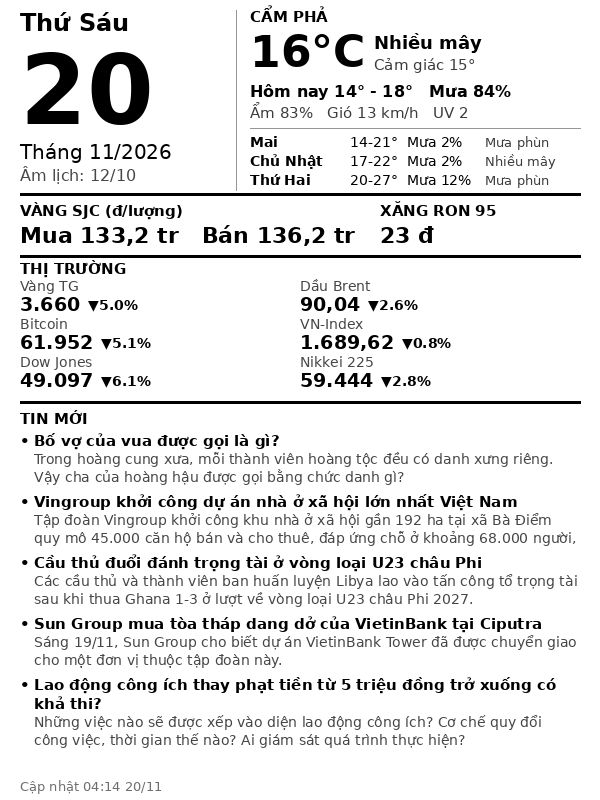 Thứ Sáu
20
Tháng 11/2026
Âm lịch: 12/10
CẨM PHẢ
16°C Nhiều mây
Cảm giác 15°
Hôm nay 14° - 18° Mưa 84%
Ẩm 83% Gió 13 km/h UV 2
Mai 14-21° Mưa 2% Mưa phùn
Chủ Nhật 17-22° Mưa 2% Nhiều mây
Thứ Hai 20-27° Mưa 12% Mưa phùn
VÀNG SJC (đ/lượng)
Mua 133,2 tr Bán 136,2 tr
XĂNG RON 95
23 đ
THỊ TRƯỜNG
Vàng TG
3.660 ▼5.0%
Dầu Brent
90,04 ▼2.6%
Bitcoin
61.952 ▼5.1%
VN-Index
1.689,62 ▼0.8%
Dow Jones
49.097 ▼6.1%
Nikkei 225
59.444 ▼2.8%
TIN MỚI
• Bố vợ của vua được gọi là gì?
Trong hoàng cung xưa, mỗi thành viên hoàng tộc đều có danh xưng riêng.
Vậy cha của hoàng hậu được gọi bằng chức danh gì?
• Vingroup khởi công dự án nhà ở xã hội lớn nhất Việt Nam
Tập đoàn Vingroup khởi công khu nhà ở xã hội gần 192 ha tại xã Bà Điểm
quy mô 45.000 căn hộ bán và cho thuê, đáp ứng chỗ ở khoảng 68.000 người,
• Cầu thủ đuổi đánh trọng tài ở vòng loại U23 châu Phi
Các cầu thủ và thành viên ban huấn luyện Libya lao vào tấn công tổ trọng tài
sau khi thua Ghana 1-3 ở lượt về vòng loại U23 châu Phi 2027.
• Sun Group mua tòa tháp dang dở của VietinBank tại Ciputra
Sáng 19/11, Sun Group cho biết dự án VietinBank Tower đã được chuyển giao
cho một đơn vị thuộc tập đoàn này.
• Lao động công ích thay phạt tiền từ 5 triệu đồng trở xuống có
khả thi?
Những việc nào sẽ được xếp vào diện lao động công ích? Cơ chế quy đổi
công việc, thời gian thế nào? Ai giám sát quá trình thực hiện?
Cập nhật 04:14 20/11